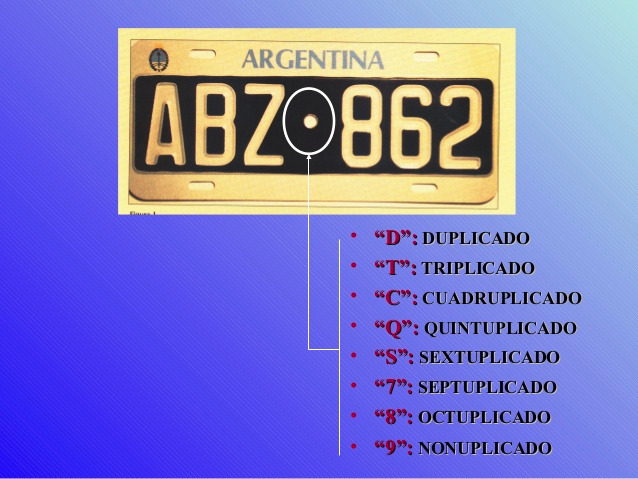 ARGENTINA
ABZ·862
Figura 1
• “D”: DUPLICADO
• “T”: TRIPLICADO
• “C”: CUADRUPLICADO
• “Q”: QUINTUPLICADO
• “S”: SEXTUPLICADO
• “7”: SEPTUPLICADO
• “8”: OCTUPLICADO
• “9”: NONUPLICADO